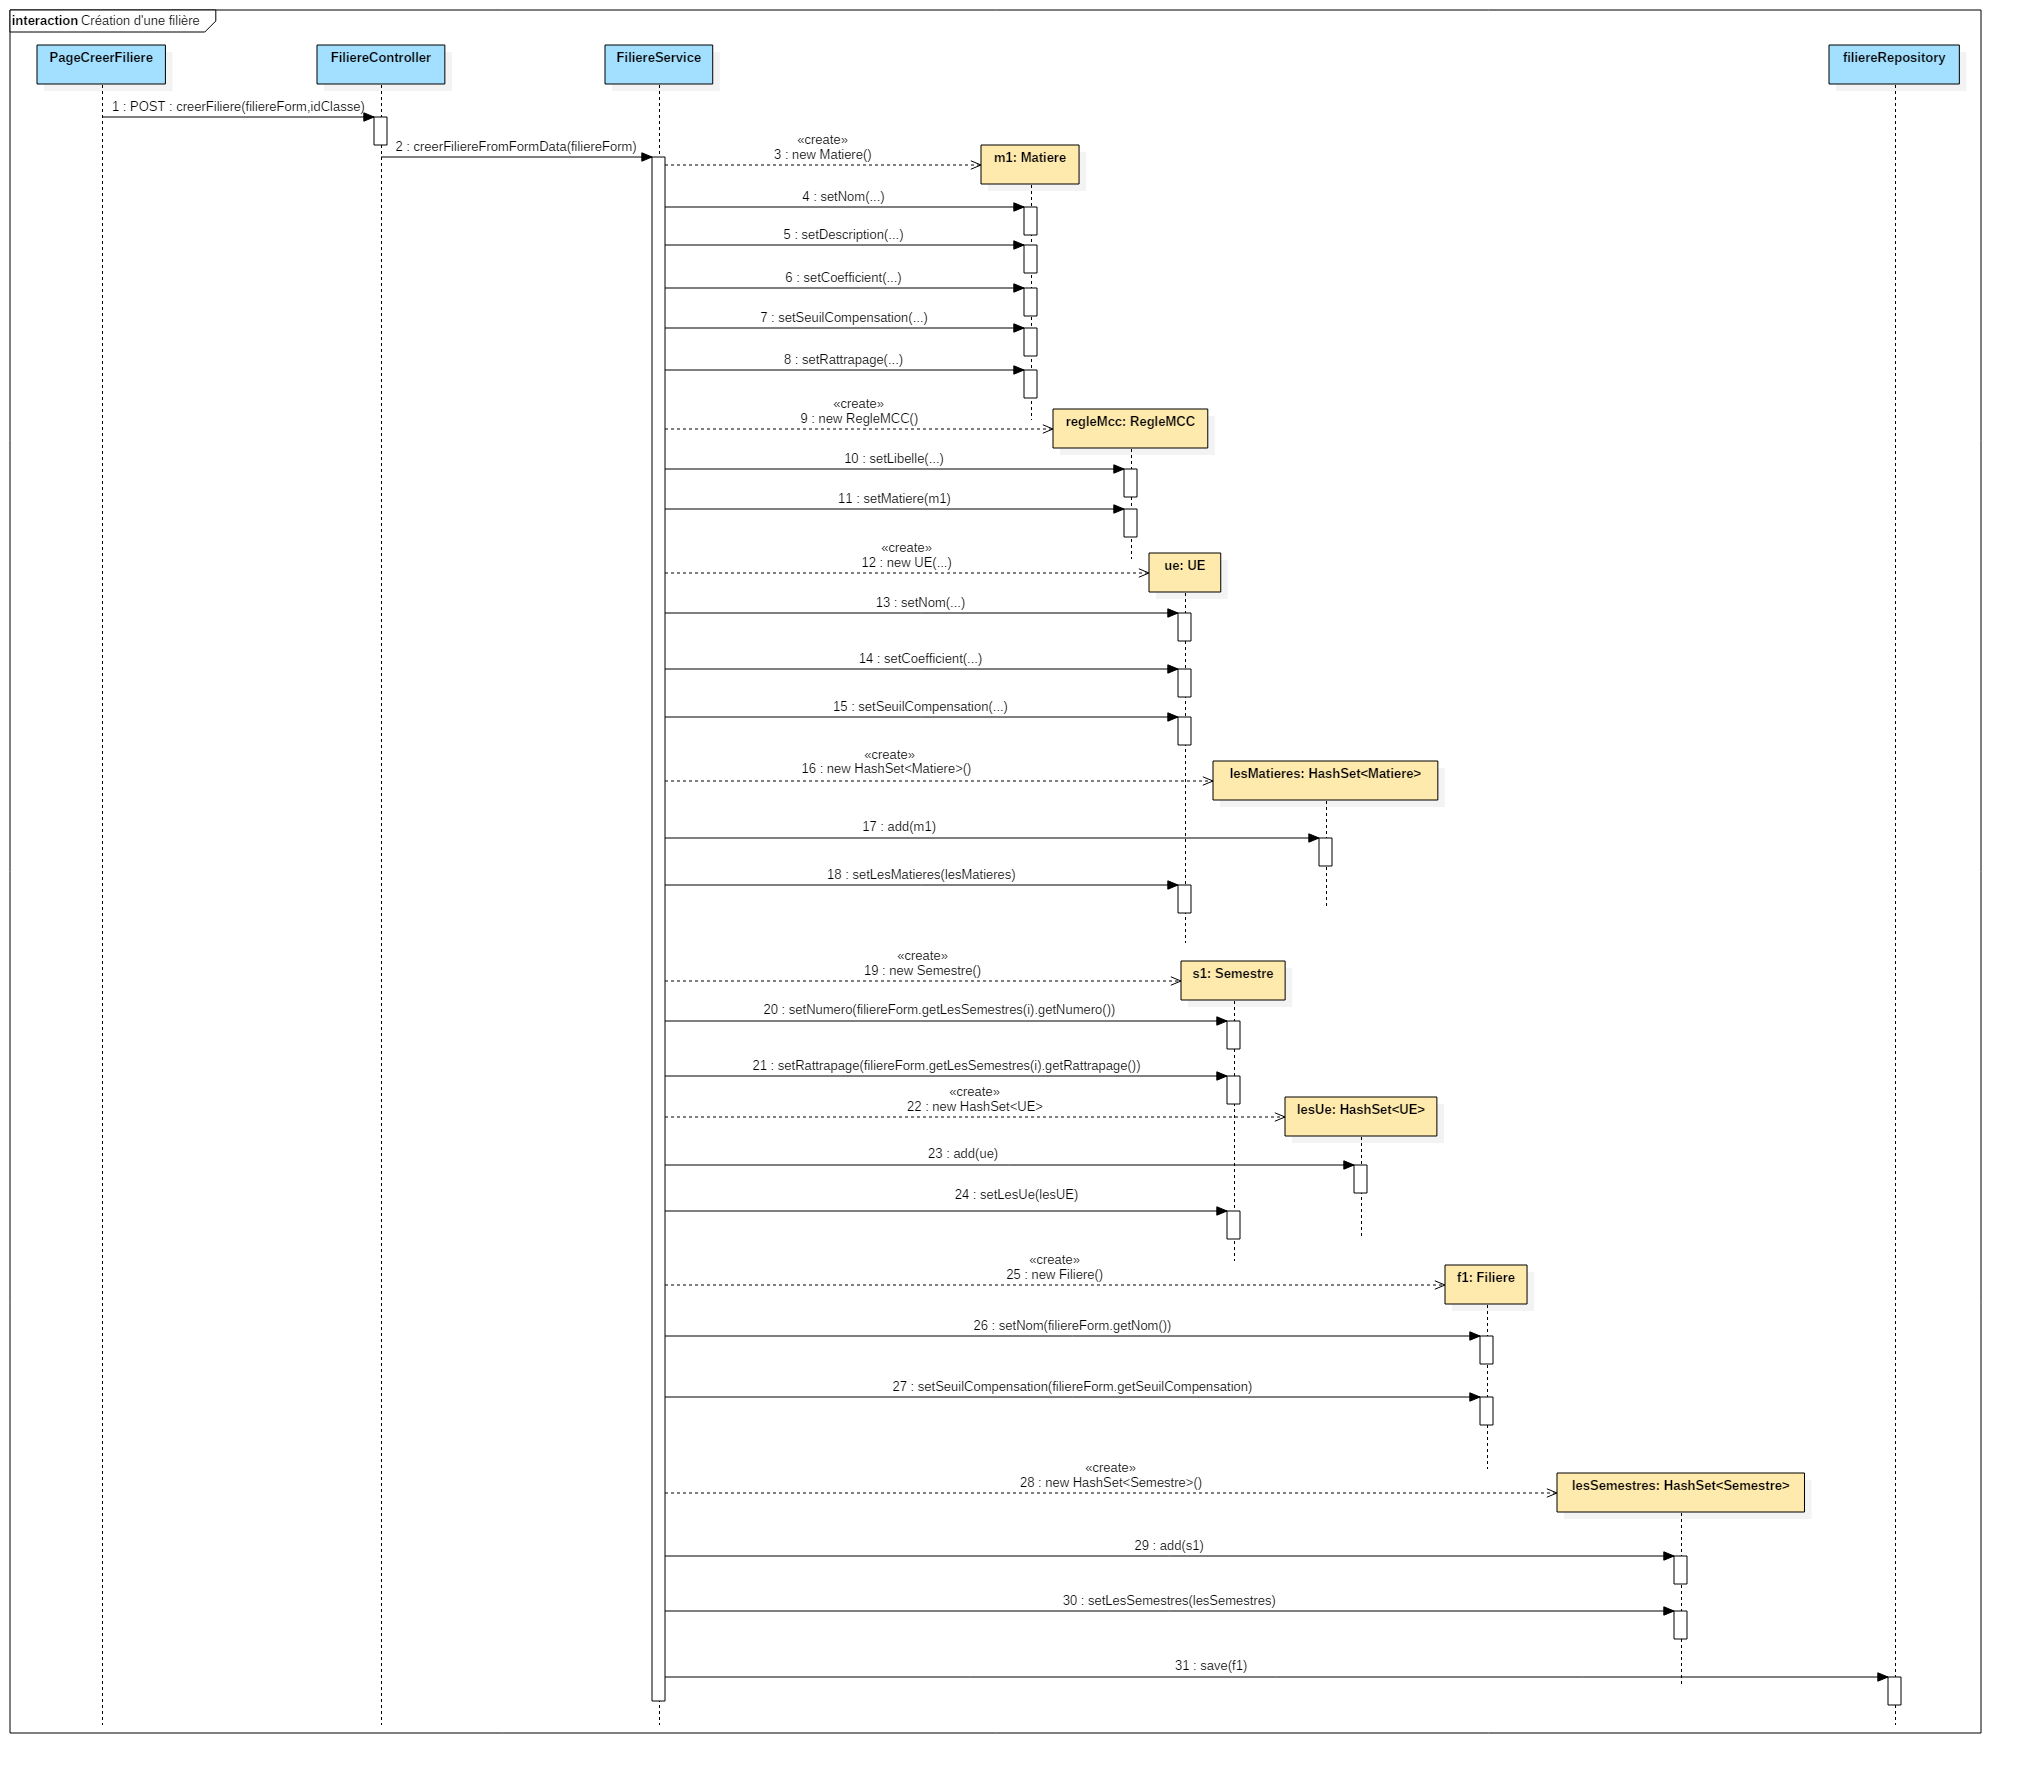 interaction Création d'une filière
PageCreerFiliere
FiliereController
FiliereService
filiereRepository
1 : POST : creerFiliere(filiereForm,idClasse)
2 : creerFiliereFromFormData(filiereForm)
«create»
3 : new Matiere()
m1: Matiere
4 : setNom(...)
5 : setDescription(...)
6 : setCoefficient(...)
7 : setSeuilCompensation(...)
8 : setRattrapage(...)
«create»
9 : new RegleMCC()
regleMcc: RegleMCC
10 : setLibelle(...)
11 : setMatiere(m1)
«create»
12 : new UE(...)
ue: UE
13 : setNom(...)
14 : setCoefficient(...)
15 : setSeuilCompensation(...)
«create»
16 : new HashSet<Matiere>()
lesMatieres: HashSet<Matiere>
17 : add(m1)
18 : setLesMatieres(lesMatieres)
«create»
19 : new Semestre()
s1: Semestre
20 : setNumero(filiereForm.getLesSemestres(i).getNumero())
21 : setRattrapage(filiereForm.getLesSemestres(i).getRattrapage())
«create»
22 : new HashSet<UE>
lesUe: HashSet<UE>
23 : add(ue)
24 : setLesUe(lesUE)
«create»
25 : new Filiere()
f1: Filiere
26 : setNom(filiereForm.getNom())
27 : setSeuilCompensation(filiereForm.getSeuilCompensation)
«create»
28 : new HashSet<Semestre>()
lesSemestres: HashSet<Semestre>
29 : add(s1)
30 : setLesSemestres(lesSemestres)
31 : save(f1)